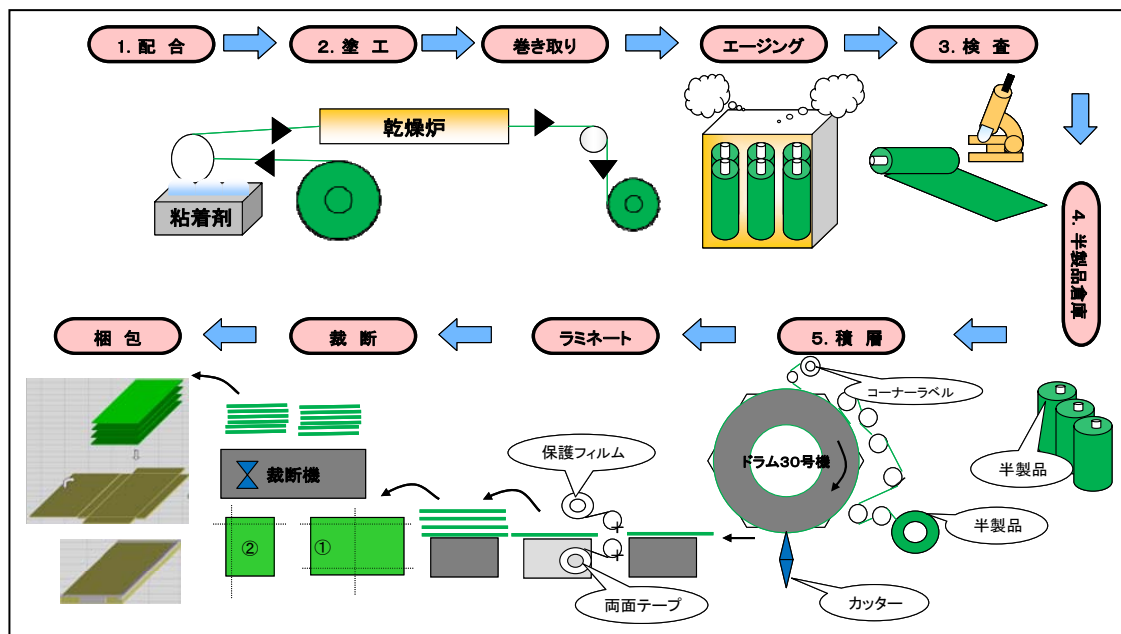 1. 配 合
2. 塗 工
巻き取り
エージング
3. 検 査
乾燥炉
粘着剤
4. 半製品倉庫
梱 包
裁 断
ラミネート
5. 積 層
コーナーラベル
保護フィルム
ドラム30号機
裁断機
半製品
半製品
②
①
両面テープ
カッター